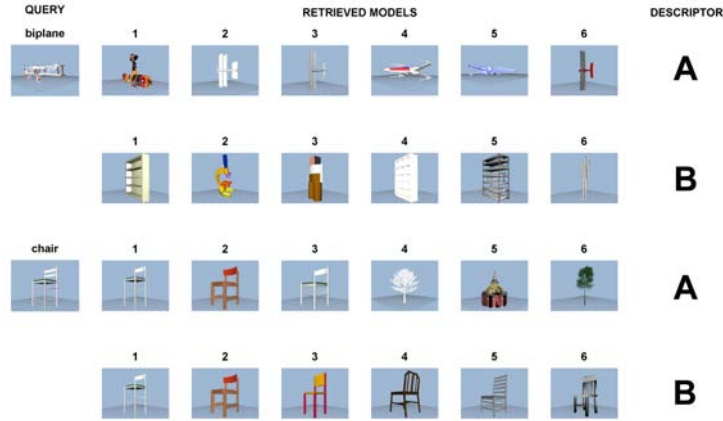 QUERY RETRIEVED MODELS DESCRIPTOR
biplane 1 2 3 4 5 6
A
1 2 3 4 5 6
B
chair 1 2 3 4 5 6
A
1 2 3 4 5 6
B